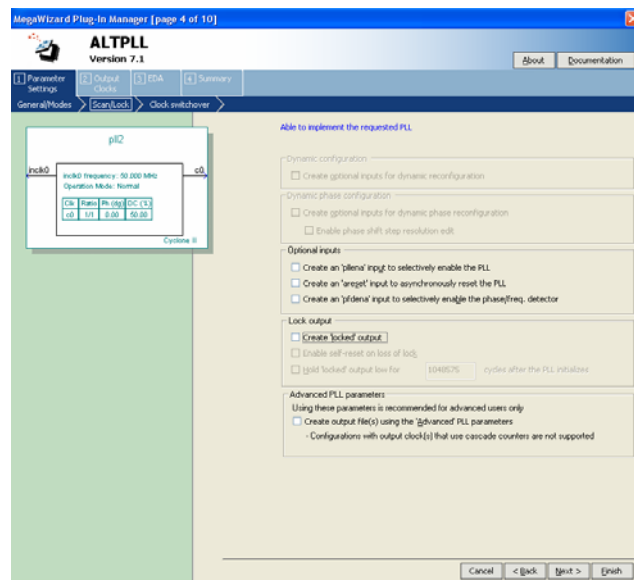 MegaWizard Plug-In Manager [page 4 of 10]
ALTPLL
Version 7.1
About
Documentation
1 Parameter Settings
2 Output Clocks
3 EDA
4 Summary
General/Modes
Scan/Lock
Clock switchover
pll2
inclk0
c0
inclk0 frequency: 50.000 MHz
Operation Mode: Normal
Clk Ratio Ph (dg) DC (%)
c0 1/1 0.00 50.00
Cyclone II
Able to implement the requested PLL
Dynamic configuration
Create optional inputs for dynamic reconfiguration
Dynamic phase configuration
Create optional inputs for dynamic phase reconfiguration
Enable phase shift step resolution edit
Optional inputs
Create an 'pllena' input to selectively enable the PLL
Create an 'areset' input to asynchronously reset the PLL
Create an 'pfdena' input to selectively enable the phase/freq. detector
Lock output
Create 'locked' output
Enable self-reset on loss of lock
Hold 'locked' output low for 1048575 cycles after the PLL initializes
Advanced PLL parameters
Using these parameters is recommended for advanced users only
Create output file(s) using the 'Advanced' PLL parameters
- Configurations with output clock(s) that use cascade counters are not supported
Cancel
< Back
Next >
Finish